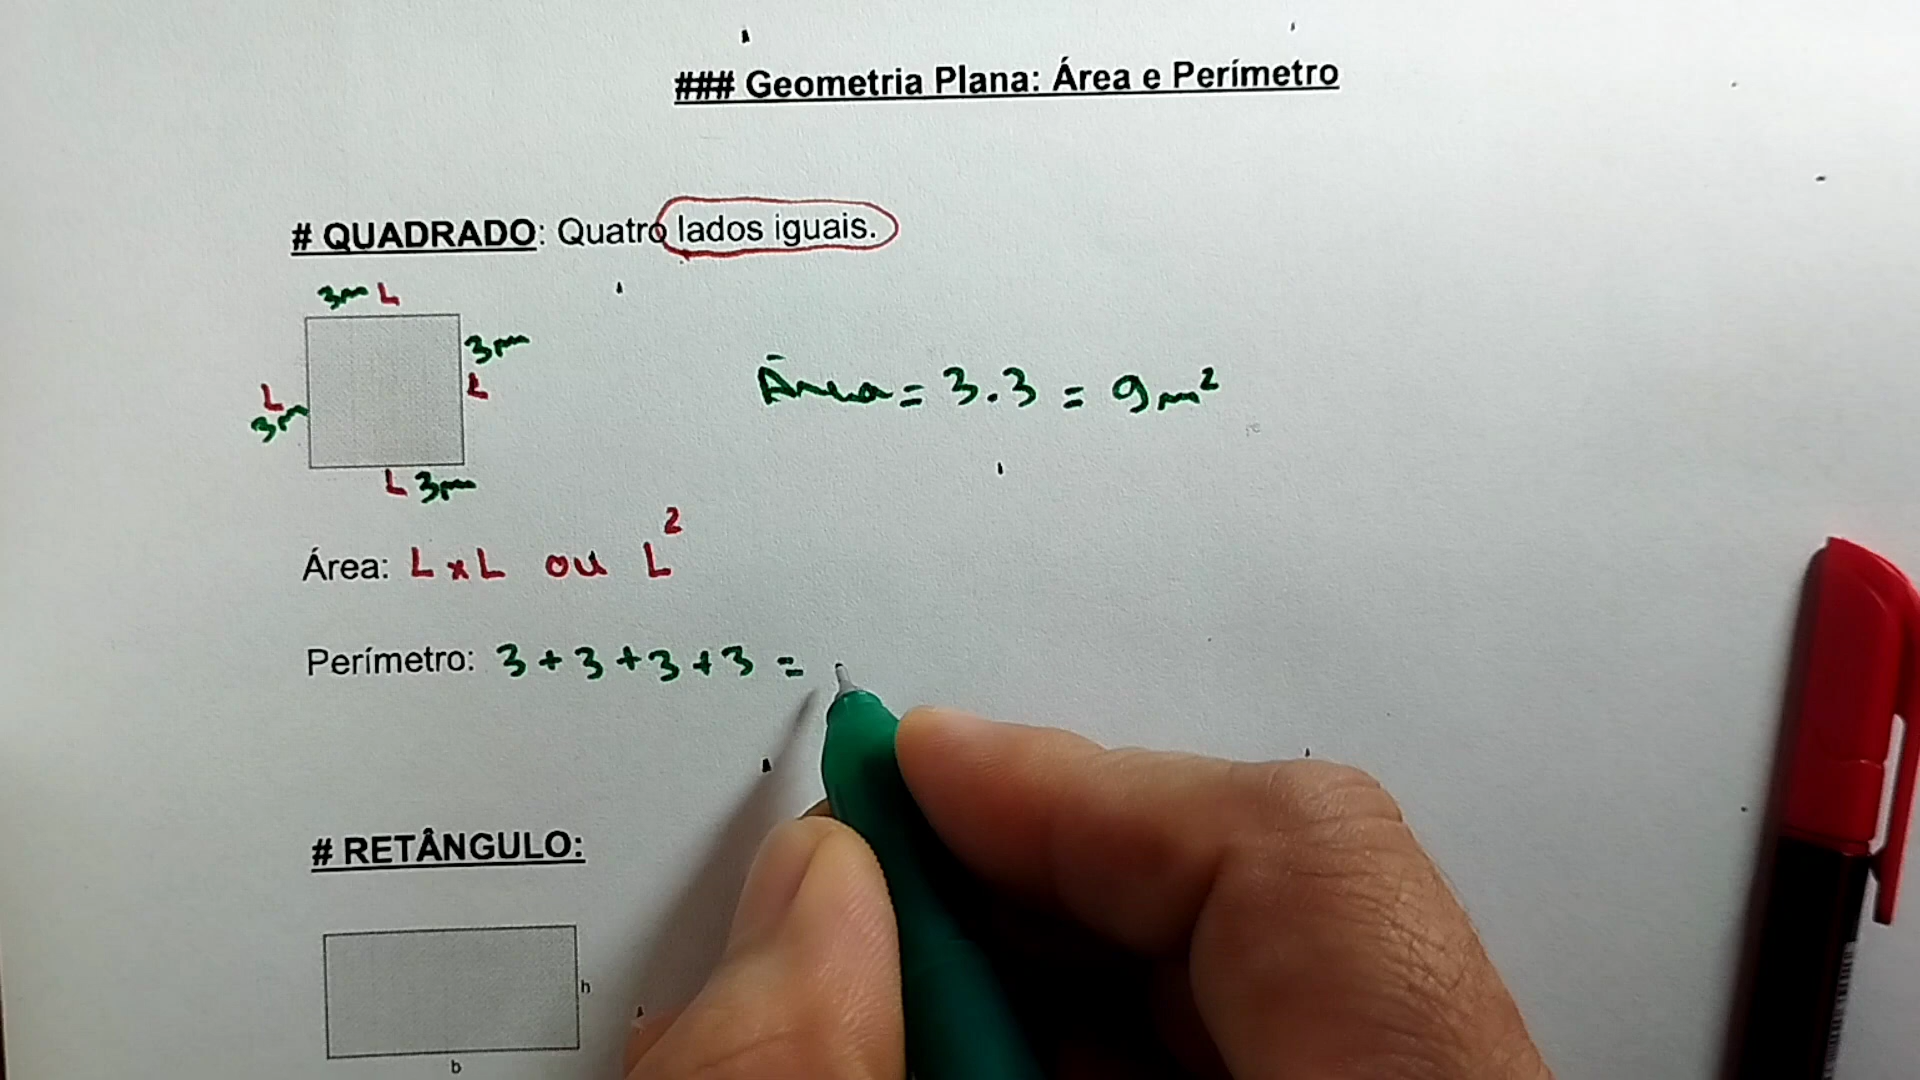 ### Geometria Plana: Área e Perímetro
# QUADRADO: Quatro lados iguais.
3m L
3m
L
L
3m
L 3m
Área = 3.3 = 9m²
Área: L x L ou L²
Perímetro: 3 + 3 + 3 + 3 =
# RETÂNGULO:
h
b